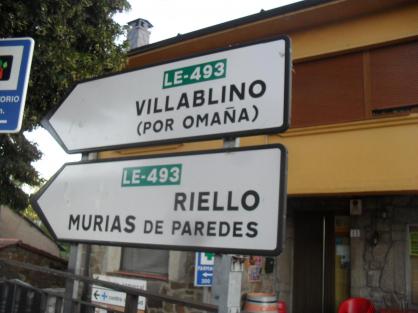 LE-493
VILLABLINO
(POR OMAÑA)
LE-493
RIELLO
MURIAS DE PAREDES